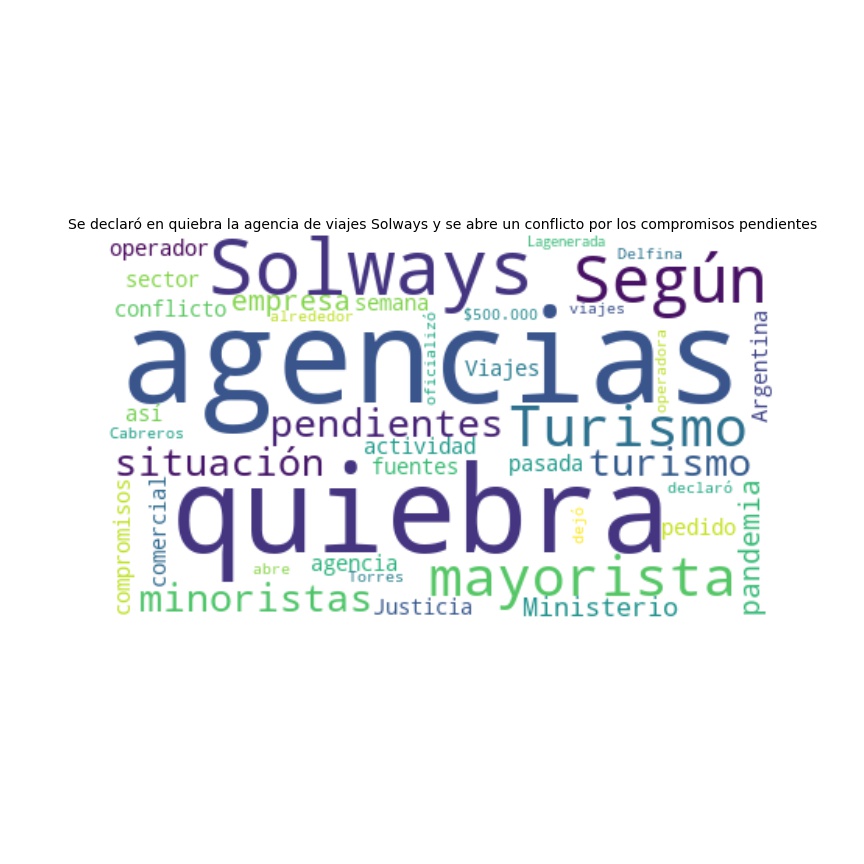 Se declaró en quiebra la agencia de viajes Solways y se abre un conflicto por los compromisos pendientes
operador
Solways
Lagenerada
Delfina
Según
sector
empresa
semana
conflicto
alrededor
oficializó
$500.000
viajes
agencias
Viajes
operadora
Argentina
así
pendientes
Turismo
Cabreros
actividad
situación
fuentes
pasada
turismo
compromisos
comercial
quiebra
declaró
dejó
pedido
pandemia
abre
agencia
Torres
mayorista
minoristas
Justicia
Ministerio